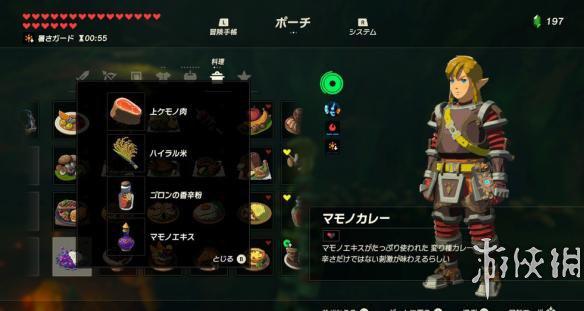 L
ポーチ
R
冒険手帳
システム
197
暑さガード 00:55
料理
上ケモノ肉
ハイラル米
ゴロンの香辛粉
マモノエキス
とじる B
マモノカレー
マモノエキスがたっぷり使われた 変り種カレー
辛さだけではない刺激が味わえるらしい
游侠網